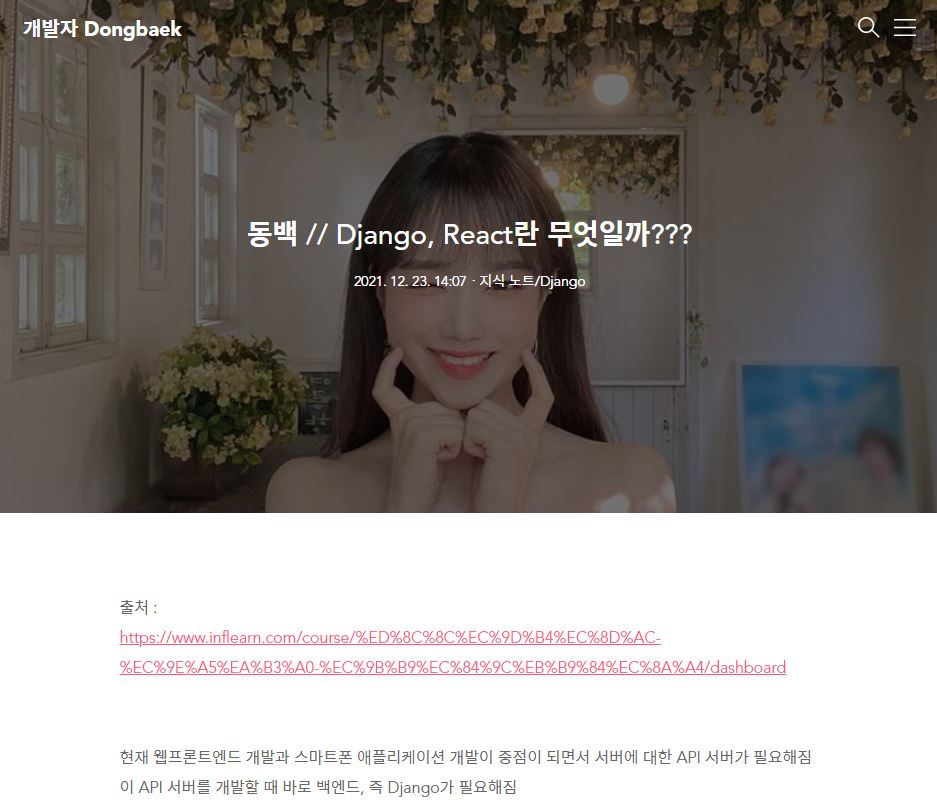 개발자 Dongbaek
동백 // Django, React란 무엇일까???
2021. 12. 23. 14:07 · 지식 노트/Django
출처 :
https://www.inflearn.com/course/%ED%8C%8C%EC%9D%B4%EC%8D%AC-
%EC%9E%A5%EA%B3%A0-%EC%9B%B9%EC%84%9C%EB%B9%84%EC%8A%A4/dashboard
현재 웹프론트엔드 개발과 스마트폰 애플리케이션 개발이 중점이 되면서 서버에 대한 API 서버가 필요해짐
이 API 서버를 개발할 때 바로 백엔드, 즉 Django가 필요해짐